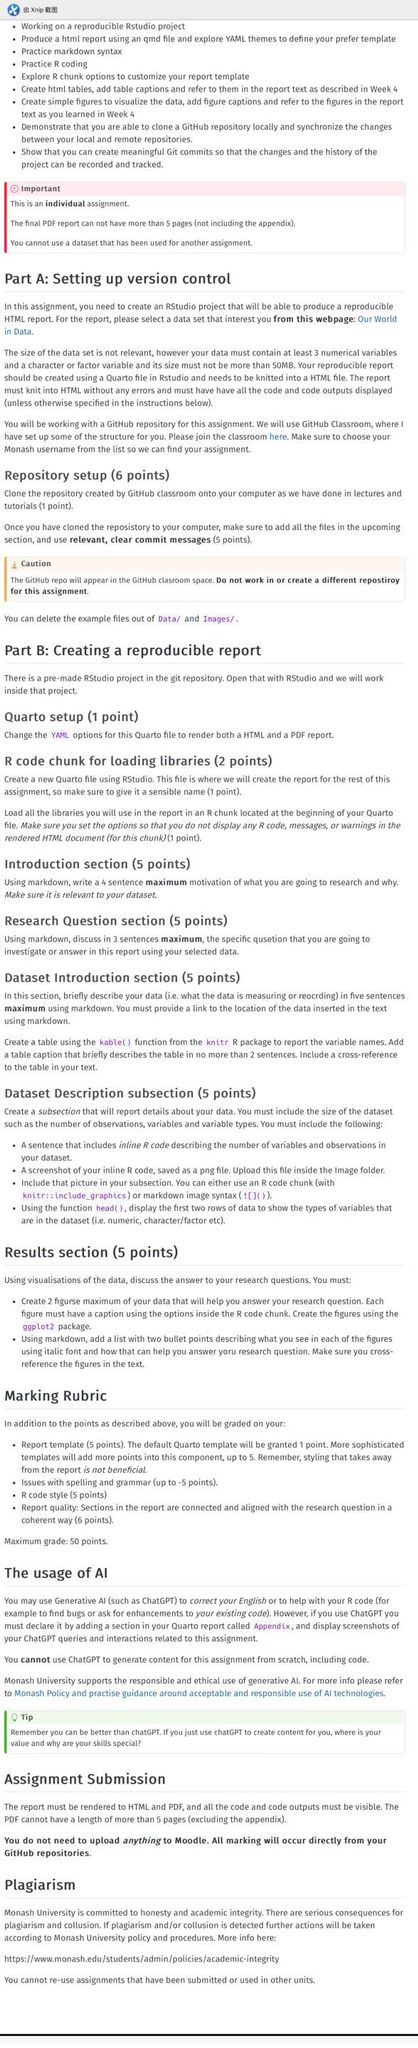 由 Xnip 截图
Working on a reproducible Rstudio project
Produce a html report using an qmd file and explore YAML themes to define your prefer template
Practice markdown syntax
Practice R coding
Explore R chunk options to customize your report template
Create html tables, add table captions and refer to them in the report text as described in Week 4
Create simple figures to visualize the data, add figure captions and refer to the figures in the report
text as you learned in Week 4
Demonstrate that you are able to clone a GitHub repository locally and synchronize the changes
between your local and remote repositories.
Show that you can create meaningful Git commits so that the changes and the history of the
project can be recorded and tracked.
Important
This is an individual assignment.
The final PDF report can not have more than 5 pages (not including the appendix).
You cannot use a dataset that has been used for another assignment.
Part A: Setting up version control
In this assignment, you need to create an RStudio project that will be able to produce a reproducible
HTML report. For the report, please select a data set that interest you from this webpage: Our World
in Data.
The size of the data set is not relevant, however your data must contain at least 3 numerical variables
and a character or factor variable and its size must not be more than 50MB. Your reproducible report
should be created using a Quarto file in Rstudio and needs to be knitted into a HTML file. The report
must knit into HTML without any errors and must have have all the code and code outputs displayed
(unless otherwise specified in the instructions below).
You will be working with a GitHub repository for this assignment. We will use GitHub Classroom, where I
have set up some of the structure for you. Please join the classroom here. Make sure to choose your
Monash username from the list so we can find your assignment.
Repository setup (6 points)
Clone the repository created by GitHub classroom onto your computer as we have done in lectures and
tutorials (1 point).
Once you have cloned the reposistory to your computer, make sure to add all the files in the upcoming
section, and use relevant, clear commit messages (5 points).
Caution
The GitHub repo will appear in the GitHub clasroom space. Do not work in or create a different repostiroy
for this assignment.
You can delete the example files out of Data/ and Images/.
Part B: Creating a reproducible report
There is a pre-made RStudio project in the git repository. Open that with RStudio and we will work
inside that project.
Quarto setup (1 point)
Change the YAML options for this Quarto file to render both a HTML and a PDF report.
R code chunk for loading libraries (2 points)
Create a new Quarto file using RStudio. This file is where we will create the report for the rest of this
assignment, so make sure to give it a sensible name (1 point).
Load all the libraries you will use in the report in an R chunk located at the beginning of your Quarto
file. Make sure you set the options so that you do not display any R code, messages, or warnings in the
rendered HTML document (for this chunk) (1 point).
Introduction section (5 points)
Using markdown, write a 4 sentence maximum motivation of what you are going to research and why.
Make sure it is relevant to your dataset.
Research Question section (5 points)
Using markdown, discuss in 3 sentences maximum, the specific qusetion that you are going to
investigate or answer in this report using your selected data.
Dataset Introduction section (5 points)
In this section, briefly describe your data (i.e. what the data is measuring or reocrding) in five sentences
maximum using markdown. You must provide a link to the location of the data inserted in the text
using markdown.
Create a table using the kable() function from the knitr R package to report the variable names. Add
a table caption that briefly describes the table in no more than 2 sentences. Include a cross-reference
to the table in your text.
Dataset Description subsection (5 points)
Create a subsection that will report details about your data. You must include the size of the dataset
such as the number of observations, variables and variable types. You must include the following:
A sentence that includes inline R code describing the number of variables and observations in
your dataset.
A screenshot of your inline R code, saved as a png file. Upload this file inside the Image folder.
Include that picture in your subsection. You can either use an R code chunk (with
knitr::include_graphics) or markdown image syntax (![]()).
Using the function head(), display the first two rows of data to show the types of variables that
are in the dataset (i.e. numeric, character/factor etc).
Results section (5 points)
Using visualisations of the data, discuss the answer to your research questions. You must:
Create 2 figurse maximum of your data that will help you answer your research question. Each
figure must have a caption using the options inside the R code chunk. Create the figures using the
ggplot2 package.
Using markdown, add a list with two bullet points describing what you see in each of the figures
using italic font and how that can help you answer yoru research question. Make sure you cross-
reference the figures in the text.
Marking Rubric
In addition to the points as described above, you will be graded on your:
Report template (5 points). The default Quarto template will be granted 1 point. More sophisticated
templates will add more points into this component, up to 5. Remember, styling that takes away
away from the report is not beneficial.
Issues with spelling and grammar (up to -5 points).
R code style (5 points)
Report quality: Sections in the report are connected and aligned with the research question in a
coherent way (6 points).
Maximum grade: 50 points.
The usage of AI
You may use Generative AI (such as ChatGPT) to correct your English or to help with your R code (for
example to find bugs or ask for enhancements to your existing code). However, if you use ChatGPT you
must declare it by adding a section in your Quarto report called Appendix, and display screenshots of
your ChatGPT queries and interactions related to this assignment.
You cannot use ChatGPT to generate content for this assignment from scratch, including code.
Monash University supports the responsible and ethical use of generative AI. For more info please refer
to Monash Policy and practise guidance around acceptable and responsible use of AI technologies.
Tip
Remember you can be better than chatGPT. If you just use chatGPT to create content for you, where is your
value and why are your skills special?
Assignment Submission
The report must be rendered to HTML and PDF, and all the code and code outputs must be visible. The
PDF cannot have a length of more than 5 pages (excluding the appendix).
You do not need to upload anything to Moodle. All marking will occur directly from your
GitHub repositories.
Plagiarism
Monash University is committed to honesty and academic integrity. There are serious consequences for
plagiarism and collusion. If plagiarism and/or collusion is detected further actions will be taken
according to Monash University policy and procedures. More info here:
https://www.monash.edu/students/admin/policies/academic-integrity
You cannot re-use assignments that have been submitted or used in other units.